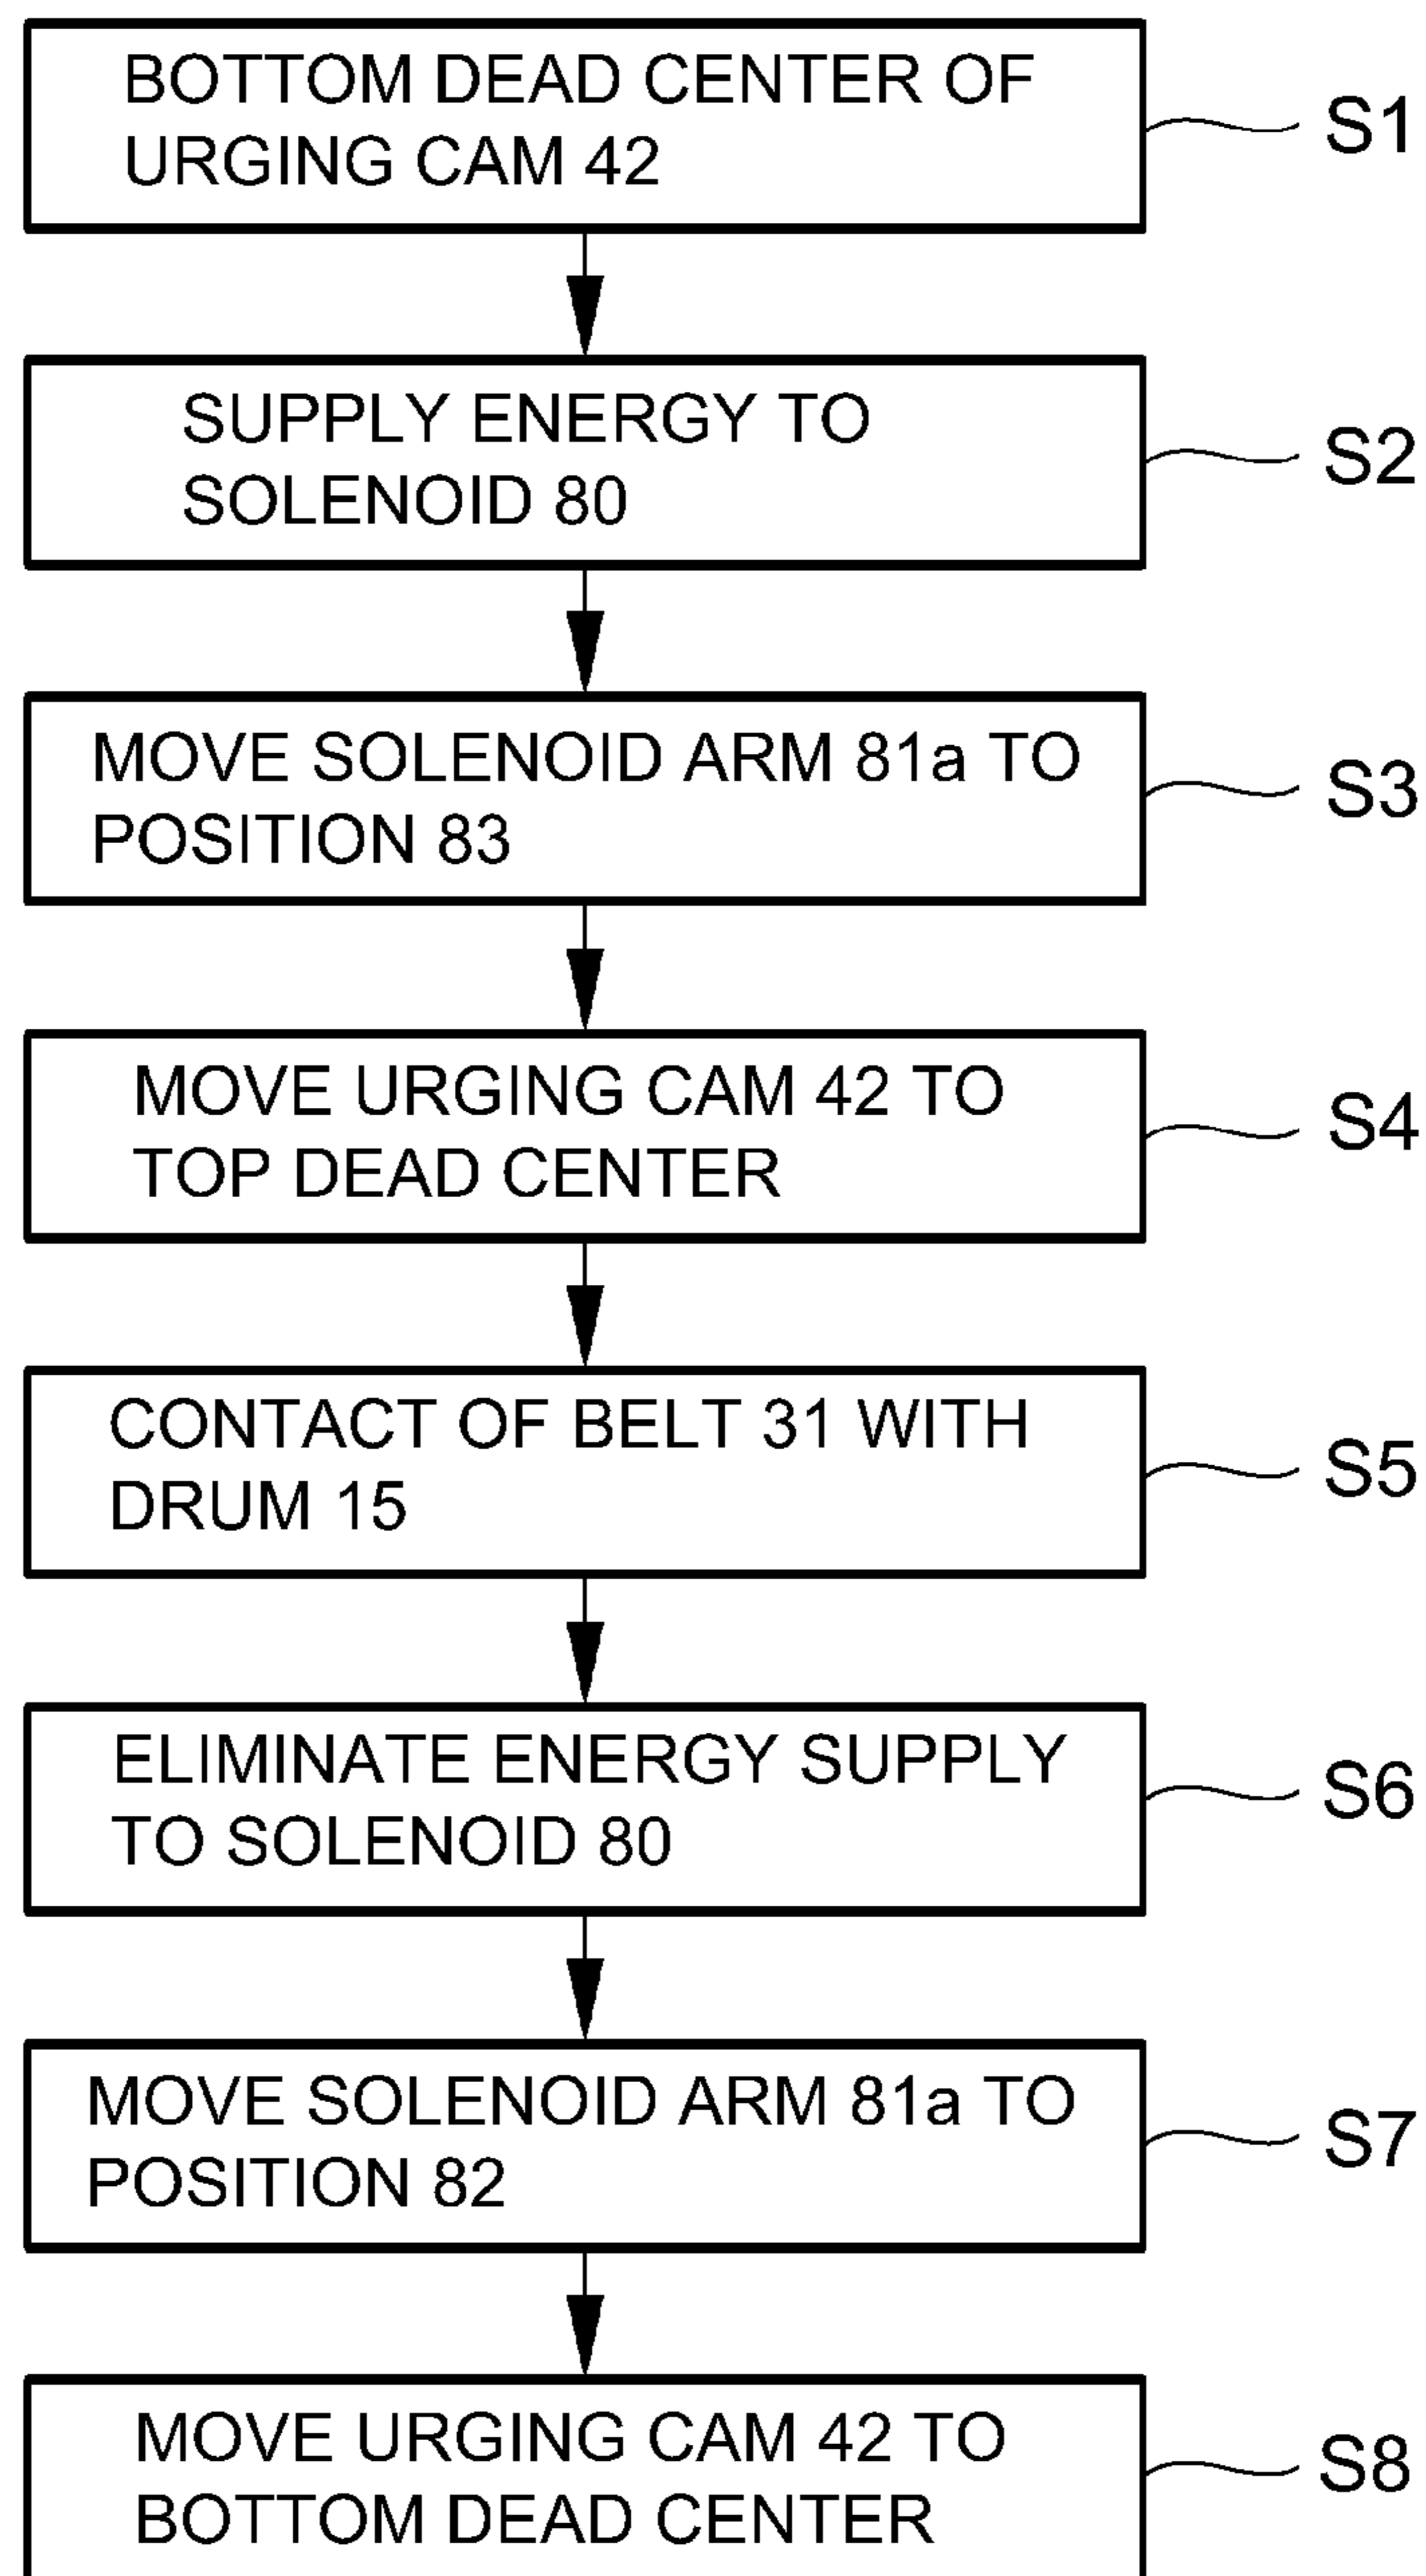 BOTTOM DEAD CENTER OF
URGING CAM 42
S1
SUPPLY ENERGY TO
SOLENOID 80
S2
MOVE SOLENOID ARM 81a TO
POSITION 83
S3
MOVE URGING CAM 42 TO
TOP DEAD CENTER
S4
CONTACT OF BELT 31 WITH
DRUM 15
S5
ELIMINATE ENERGY SUPPLY
TO SOLENOID 80
S6
MOVE SOLENOID ARM 81a TO
POSITION 82
S7
MOVE URGING CAM 42 TO
BOTTOM DEAD CENTER
S8